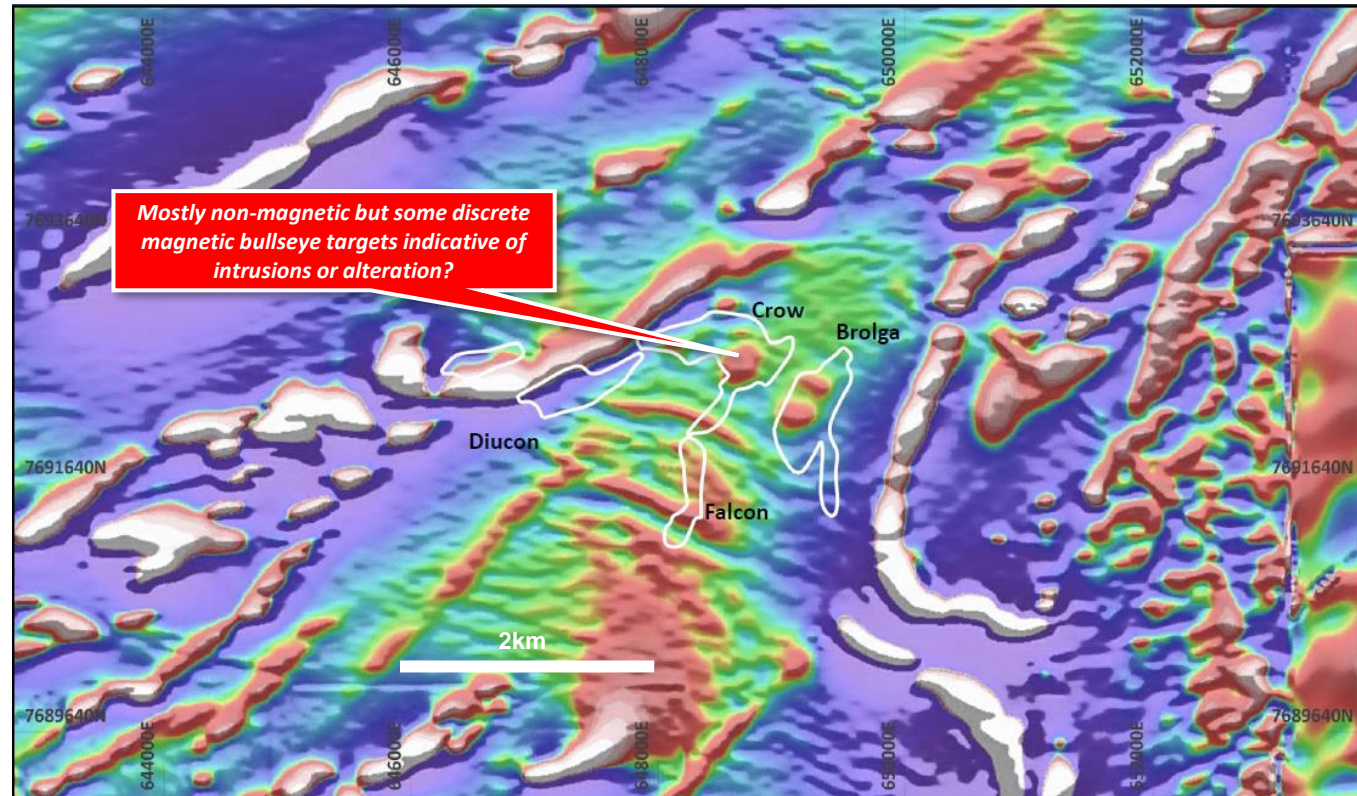 644000E
646000E
648000E
650000E
652000E
7693640N
7693640N
Mostly non-magnetic but some discrete
magnetic bullseye targets indicative of
intrusions or alteration?
Crow
Brolga
Diucon
7691640N
7691640N
Falcon
2km
7689640N
7689640N
644000E
646000E
648000E
650000E
652000E